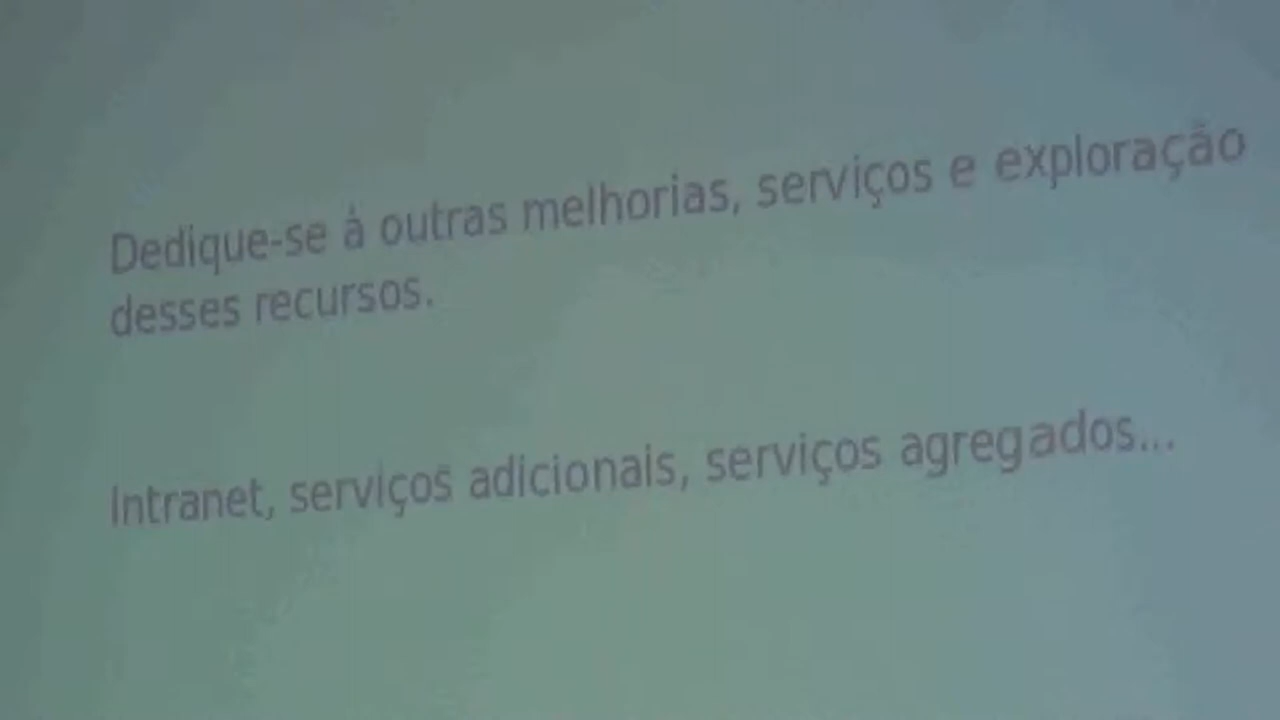 Dedique-se á outras melhorias, serviços e exploração
desses recursos.
Intranet, serviços adicionais, serviços agregados...